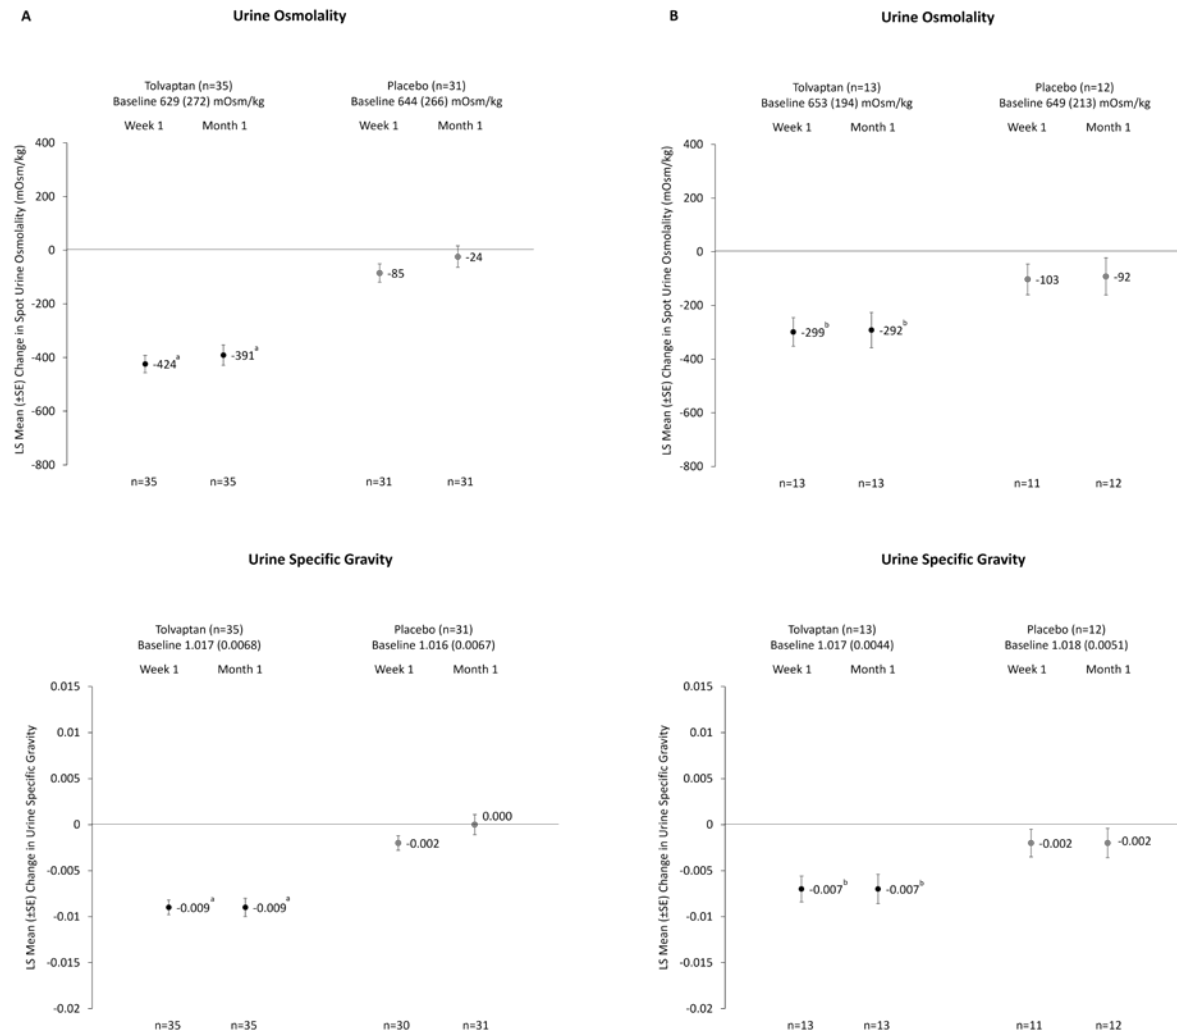 A
Urine Osmolality
Tolvaptan (n=35)
Baseline 629 (272) mOsm/kg
Placebo (n=31)
Baseline 644 (266) mOsm/kg
Week 1
Month 1
Week 1
Month 1
LS Mean (±SE) Change in Spot Urine Osmolality (mOsm/kg)
400
200
0
-200
-400
-600
-800
-424a
-391a
-85
-24
n=35
n=35
n=31
n=31
B
Urine Osmolality
Tolvaptan (n=13)
Baseline 653 (194) mOsm/kg
Placebo (n=12)
Baseline 649 (213) mOsm/kg
Week 1
Month 1
Week 1
Month 1
LS Mean (±SE) Change in Spot Urine Osmolality (mOsm/kg)
400
200
0
-200
-400
-600
-800
-299b
-292b
-103
-92
n=13
n=13
n=11
n=12
Urine Specific Gravity
Tolvaptan (n=35)
Baseline 1.017 (0.0068)
Placebo (n=31)
Baseline 1.016 (0.0067)
Week 1
Month 1
Week 1
Month 1
LS Mean (±SE) Change in Urine Specific Gravity
0.015
0.01
0.005
0
-0.005
-0.01
-0.015
-0.02
-0.009a
-0.009a
-0.002
0.000
n=35
n=35
n=30
n=31
Urine Specific Gravity
Tolvaptan (n=13)
Baseline 1.017 (0.0044)
Placebo (n=12)
Baseline 1.018 (0.0051)
Week 1
Month 1
Week 1
Month 1
LS Mean (±SE) Change in Urine Specific Gravity
0.015
0.01
0.005
0
-0.005
-0.01
-0.015
-0.02
-0.007b
-0.007b
-0.002
-0.002
n=13
n=13
n=11
n=12